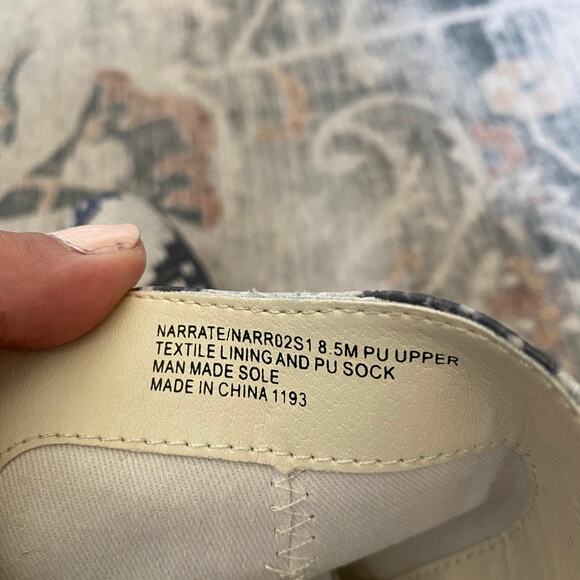 NARRATE/NARR02S1 8.5M PU UPPER
TEXTILE LINING AND PU SOCK
MAN MADE SOLE
MADE IN CHINA 1193